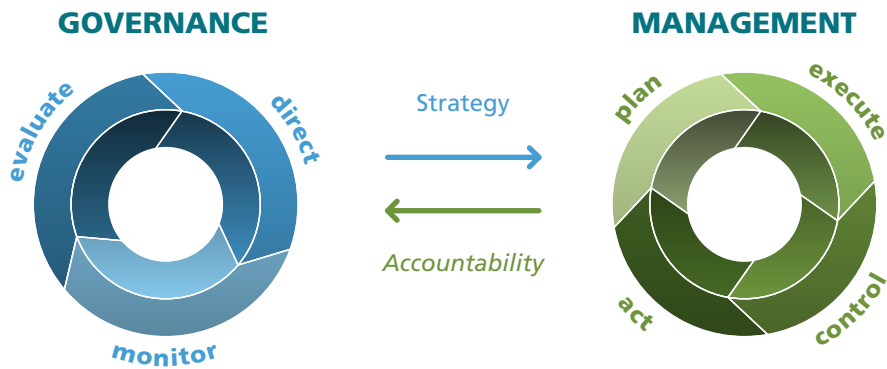 GOVERNANCE
evaluate
direct
monitor
Strategy
Accountability
MANAGEMENT
plan
execute
control
act